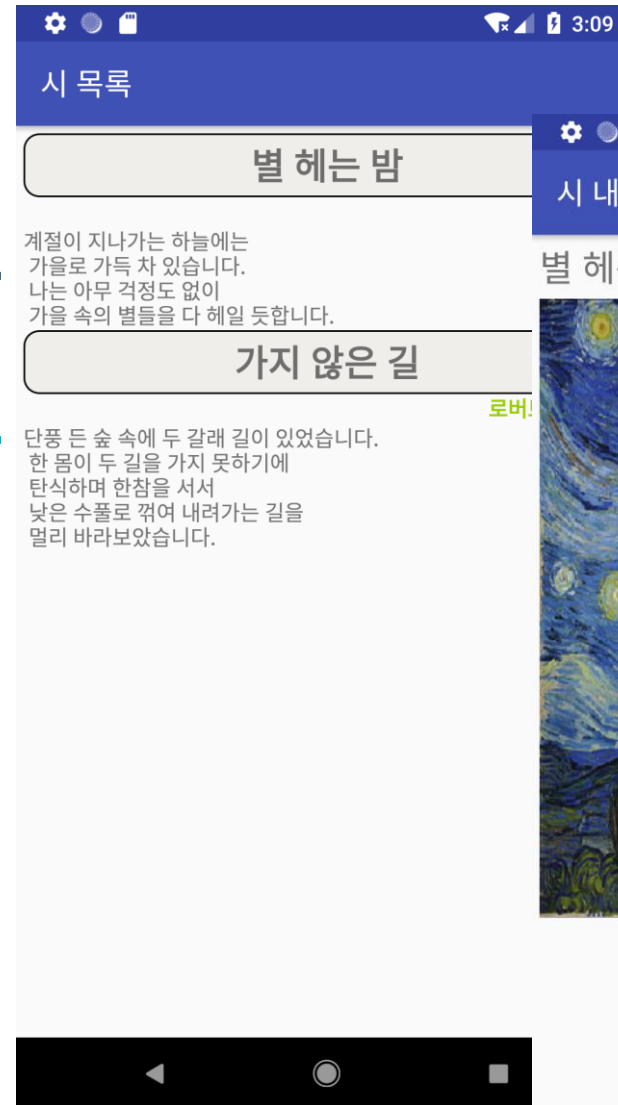 3:09
시 목록
별 헤는 밤
계절이 지나가는 하늘에는
가을로 가득 차 있습니다.
나는 아무 걱정도 없이
가을 속의 별들을 다 헤일 듯합니다.
가지 않은 길
단풍 든 숲 속에 두 갈래 길이 있었습니다.
한 몸이 두 길을 가지 못하기에
탄식하며 한참을 서서
낮은 수풀로 꺾여 내려가는 길을
멀리 바라보았습니다.
시 내
별 헤